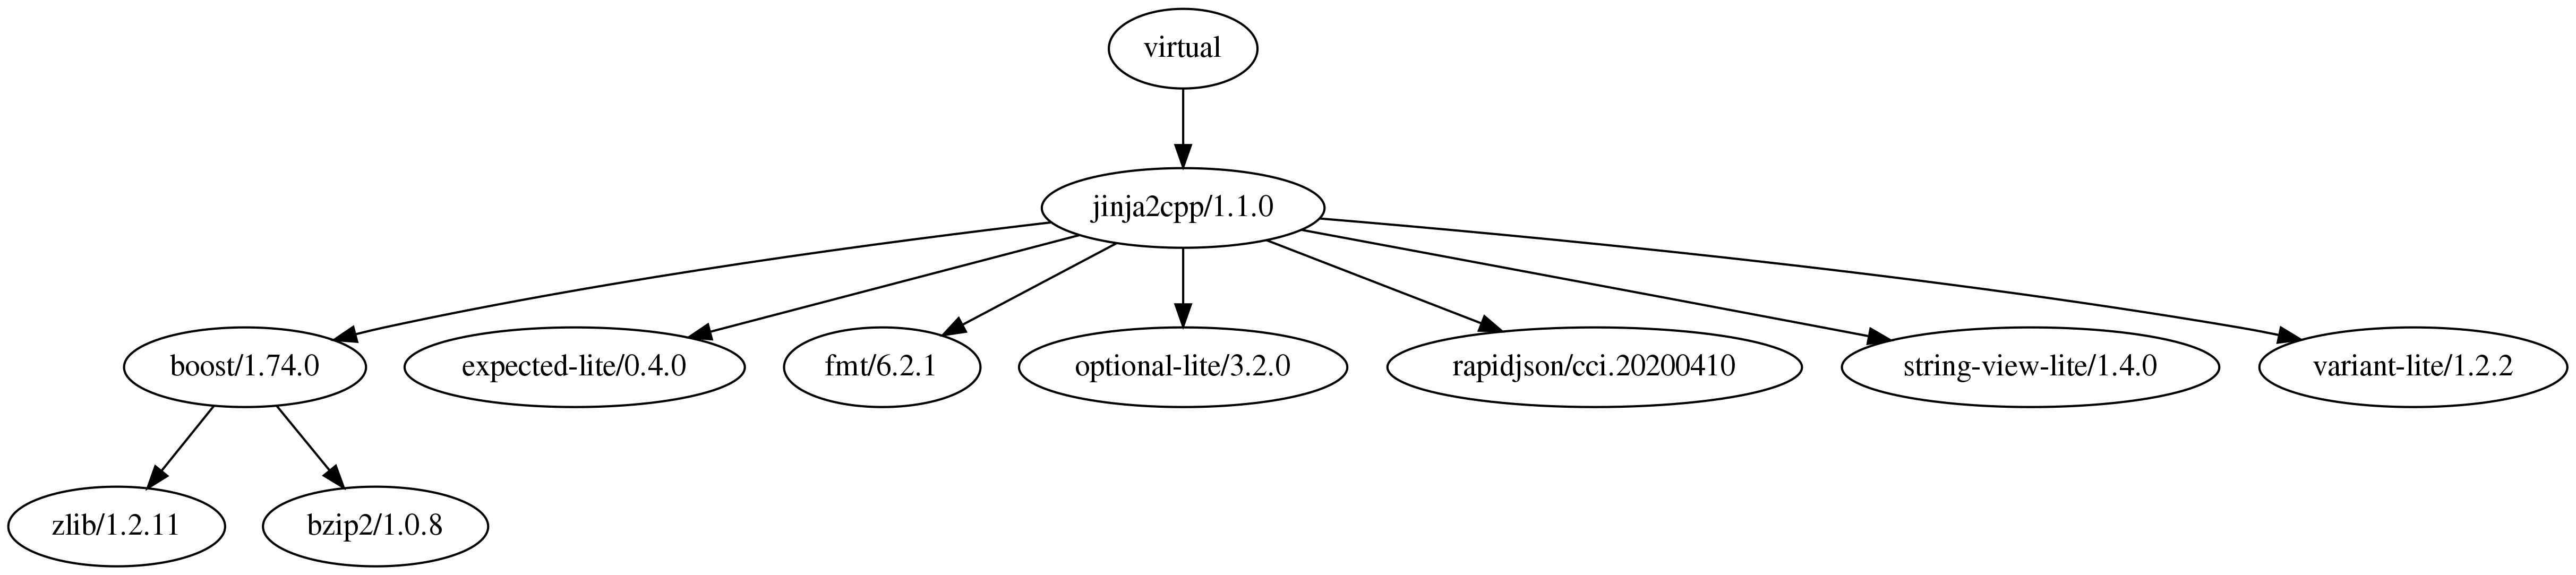 virtual
jinja2cpp/1.1.0
boost/1.74.0
expected-lite/0.4.0
fmt/6.2.1
optional-lite/3.2.0
rapidjson/cci.20200410
string-view-lite/1.4.0
variant-lite/1.2.2
zlib/1.2.11
bzip2/1.0.8